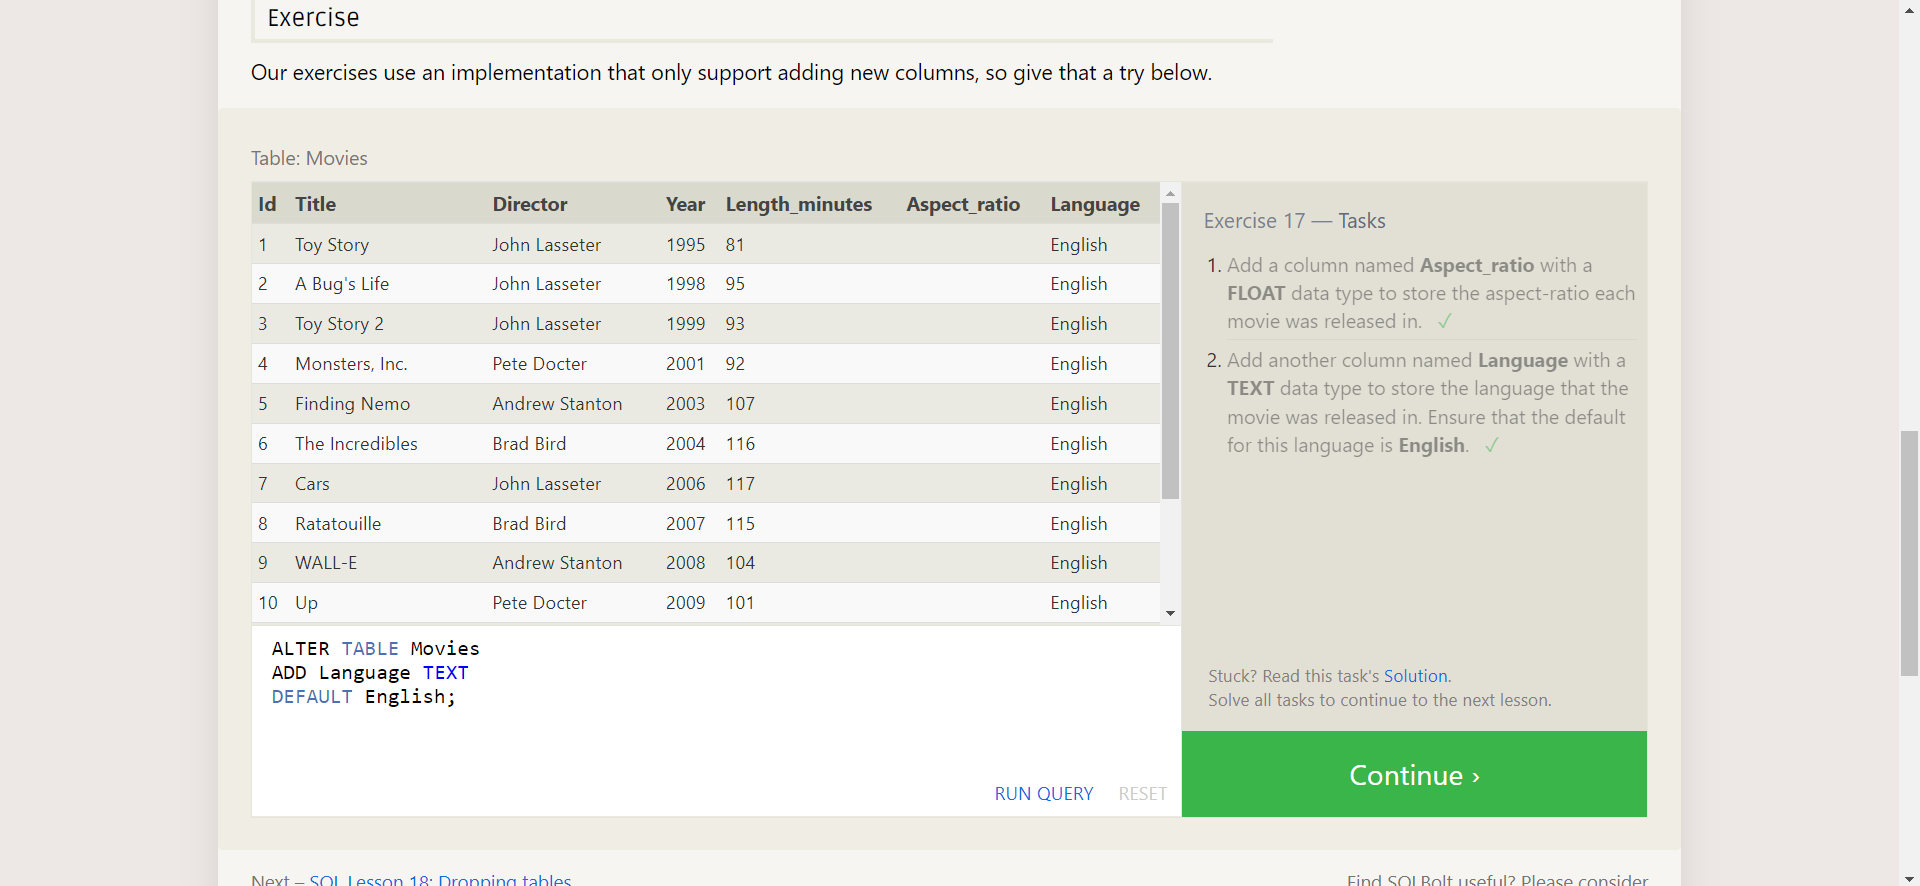 Exercise
Our exercises use an implementation that only support adding new columns, so give that a try below.
Table: Movies
Id Title Director Year Length_minutes Aspect_ratio Language
1 Toy Story John Lasseter 1995 81 English
2 A Bug's Life John Lasseter 1998 95 English
3 Toy Story 2 John Lasseter 1999 93 English
4 Monsters, Inc. Pete Docter 2001 92 English
5 Finding Nemo Andrew Stanton 2003 107 English
6 The Incredibles Brad Bird 2004 116 English
7 Cars John Lasseter 2006 117 English
8 Ratatouille Brad Bird 2007 115 English
9 WALL-E Andrew Stanton 2008 104 English
10 Up Pete Docter 2009 101 English
ALTER TABLE Movies
ADD Language TEXT
DEFAULT English;
RUN QUERY RESET
Exercise 17 — Tasks
1. Add a column named Aspect_ratio with a
FLOAT data type to store the aspect-ratio each
movie was released in. ✓
2. Add another column named Language with a
TEXT data type to store the language that the
movie was released in. Ensure that the default
for this language is English. ✓
Stuck? Read this task's Solution.
Solve all tasks to continue to the next lesson.
Continue ›
Next – SQL Lesson 18: Dropping tables
Find SQLBolt useful? Please consider